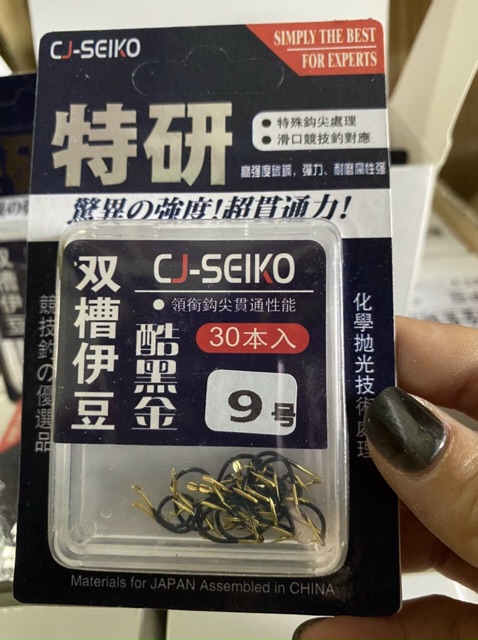 CJ-SEIKO
SIMPLY THE BEST
FOR EXPERTS
特研
特殊鈎尖處理
滑口競技釣對應
高强度碳鋼，彈力、耐磨腐性强
驚異の強度!超貫通力!
双槽伊豆
CJ-SEIKO
領銜鈎尖貫通性能
酷黑金
30本入
9号
競技釣の優選品
化學拋光技術處理
Materials for JAPAN Assembled in CHINA